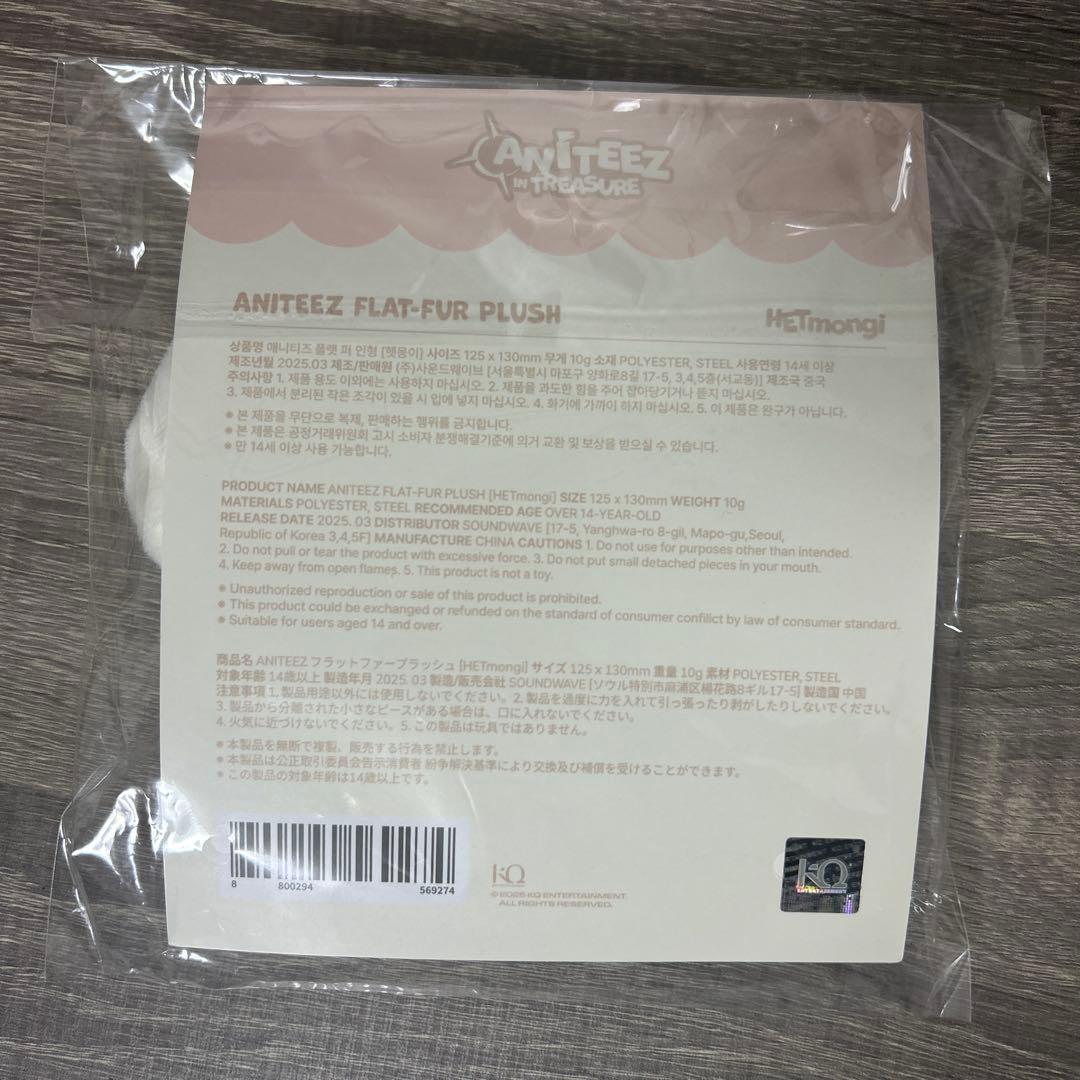 ANITEEZ
IN TREASURE
ANITEEZ FLAT-FUR PLUSH
HETmongi
상품명 애니티즈 플랫 퍼 인형 [헷몽이] 사이즈 125 x 130mm 무게 10g 소재 POLYESTER, STEEL 사용연령 14세 이상
제조년월 2025.03 제조/판매원 (주)사운드웨이브 [서울특별시 마포구 양화로8길 17-5, 3,4,5층(서교동)] 제조국 중국
주의사항 1. 제품 용도 이외에는 사용하지 마십시오. 2. 제품을 과도한 힘을 주어 잡아당기거나 뜯지 마십시오.
3. 제품에서 분리된 작은 조각이 있을 시 입에 넣지 마십시오. 4. 화기에 가까이 하지 마십시오. 5. 이 제품은 완구가 아닙니다.
※ 본 제품을 무단으로 복제, 판매하는 행위를 금지합니다.
※ 본 제품은 공정거래위원회 고시 소비자 분쟁해결기준에 의거 교환 및 보상을 받으실 수 있습니다.
※ 만 14세 이상 사용 가능합니다.
PRODUCT NAME ANITEEZ FLAT-FUR PLUSH [HETmongi] SIZE 125 x 130mm WEIGHT 10g
MATERIALS POLYESTER, STEEL RECOMMENDED AGE OVER 14-YEAR-OLD
RELEASE DATE 2025. 03 DISTRIBUTOR SOUNDWAVE [17-5, Yanghwa-ro 8-gil, Mapo-gu,Seoul,
Republic of Korea 3,4,5F] MANUFACTURE CHINA CAUTIONS 1. Do not use for purposes other than intended.
2. Do not pull or tear the product with excessive force. 3. Do not put small detached pieces in your mouth.
4. Keep away from open flames. 5. This product is not a toy.
※ Unauthorized reproduction or sale of this product is prohibited.
※ This product could be exchanged or refunded on the standard of consumer conflict by law of consumer standard.
※ Suitable for users aged 14 and over.
商品名 ANITEEZ フラットファープラッシュ [HETmongi] サイズ 125 x 130mm 重量 10g 素材 POLYESTER, STEEL
対象年齢 14歳以上 製造年月 2025. 03 製造/販売会社 SOUNDWAVE [ソウル特別市麻浦区楊花路8ギル17-5] 製造国 中国
注意事項 1. 製品用途以外には使用しないでください。2. 製品を過度に力を入れて引っ張ったり剥がしたりしないでください。
3. 製品から分離された小さなピースがある場合は、口に入れないでください。
4. 火気に近づけないでください。5. この製品は玩具ではありません。
※ 本製品を無断で複製、販売する行為を禁止します。
※ 本製品は公正取引委員会告示消費者 紛争解決基準により交換及び補償を受けることができます。
※ この製品の対象年齢は14歳以上です。
8 800294 569274
KQ
© 2025 KQ ENTERTAINMENT.
ALL RIGHTS RESERVED.
KQ
ENTERTAINMENT